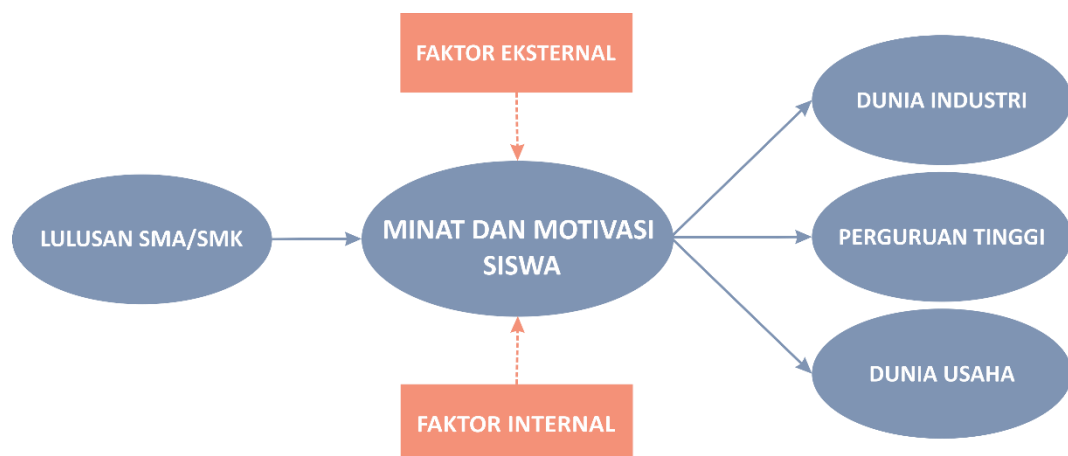 FAKTOR EKSTERNAL
DUNIA INDUSTRI
LULUSAN SMA/SMK
MINAT DAN MOTIVASI
SISWA
PERGURUAN TINGGI
DUNIA USAHA
FAKTOR INTERNAL